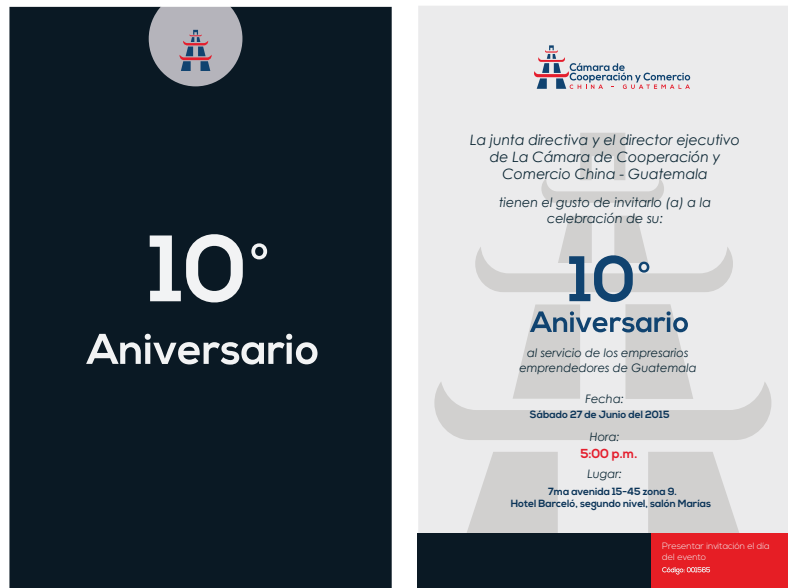 10°
Aniversario
Cámara de
Cooperación y Comercio
CHINA - GUATEMALA
La junta directiva y el director ejecutivo
de La Cámara de Cooperación y
Comercio China - Guatemala
tienen el gusto de invitarlo (a) a la
celebración de su:
10°
Aniversario
al servicio de los empresarios
emprendedores de Guatemala
Fecha:
Sábado 27 de Junio del 2015
Hora:
5:00 p.m.
Lugar:
7ma avenida 15-45 zona 9.
Hotel Barceló, segundo nivel, salón Marías
Presentar invitación el día
del evento
Código: 001565